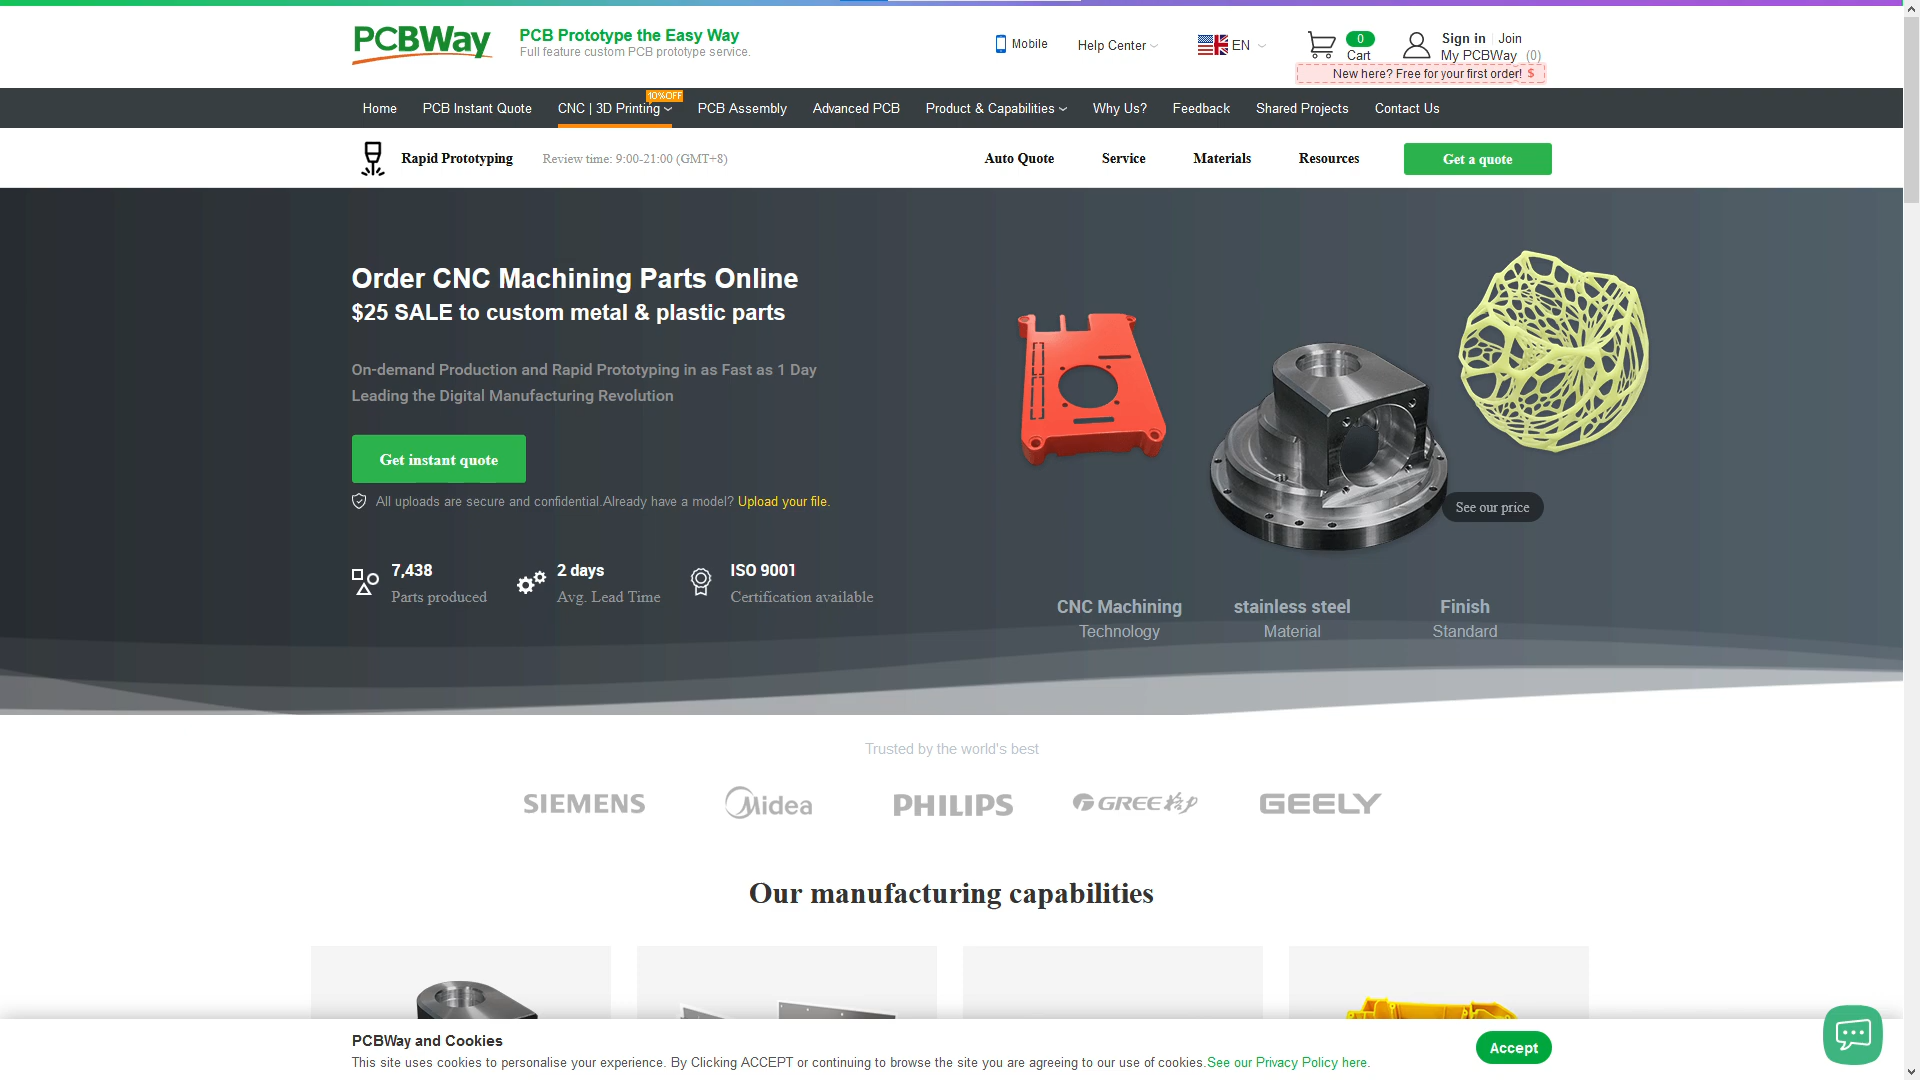 PCBWay
PCB Prototype the Easy Way
Full feature custom PCB prototype service.
Mobile
Help Center
EN
0
Cart
Sign in
Join
My PCBWay (0)
New here? Free for your first order! $
Home
PCB Instant Quote
CNC | 3D Printing
10%OFF
PCB Assembly
Advanced PCB
Product & Capabilities
Why Us?
Feedback
Shared Projects
Contact Us
Rapid Prototyping
Review time: 9:00-21:00 (GMT+8)
Auto Quote
Service
Materials
Resources
Get a quote
Order CNC Machining Parts Online
$25 SALE to custom metal & plastic parts
On-demand Production and Rapid Prototyping in as Fast as 1 Day
Leading the Digital Manufacturing Revolution
Get instant quote
All uploads are secure and confidential.Already have a model? Upload your file.
7,438
Parts produced
2 days
Avg. Lead Time
ISO 9001
Certification available
See our price
CNC Machining
Technology
stainless steel
Material
Finish
Standard
Trusted by the world's best
SIEMENS
Midea
PHILIPS
GREE格力
GEELY
Our manufacturing capabilities
PCBWay and Cookies
This site uses cookies to personalise your experience. By Clicking ACCEPT or continuing to browse the site you are agreeing to our use of cookies.See our Privacy Policy here.
Accept